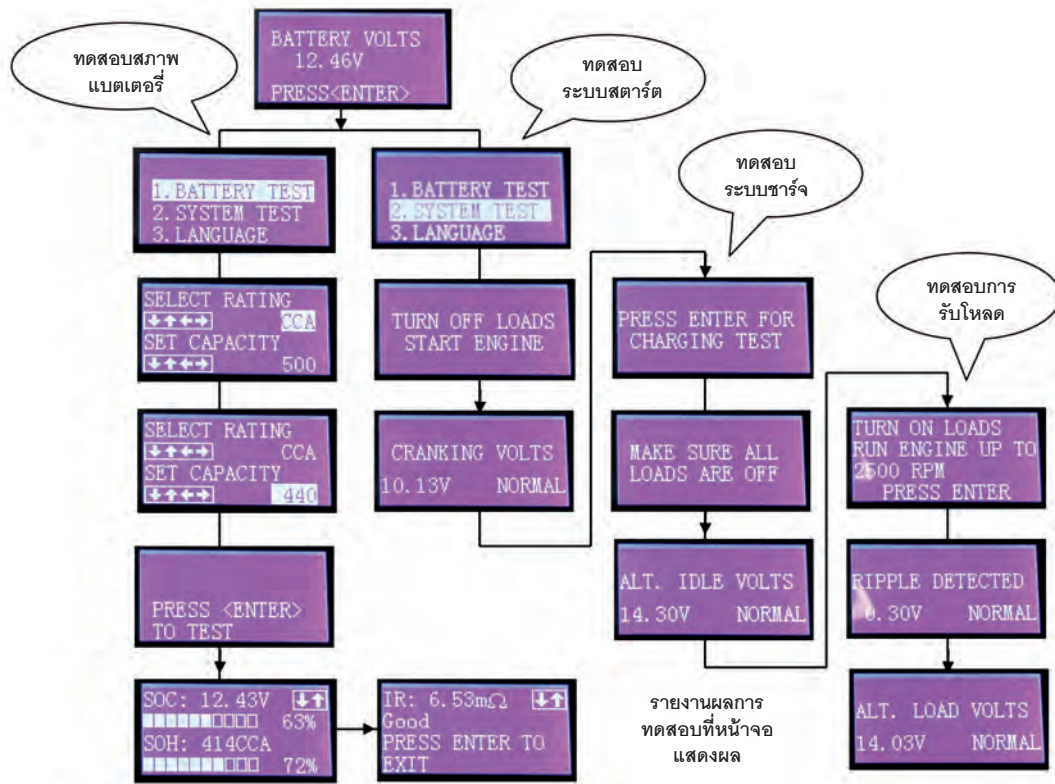 BATTERY VOLTS
12.46V
PRESS<ENTER>
ทดสอบสภาพ
แบตเตอรี่
1.BATTERY TEST
2.SYSTEM TEST
3.LANGUAGE
SELECT RATING
CCA
SET CAPACITY
500
SELECT RATING
CCA
SET CAPACITY
440
PRESS <ENTER>
TO TEST
SOC: 12.43V
63%
SOH: 414CCA
72%
IR: 6.53mΩ
Good
PRESS ENTER TO
EXIT
ทดสอบ
ระบบสตาร์ต
1.BATTERY TEST
2.SYSTEM TEST
3.LANGUAGE
TURN OFF LOADS
START ENGINE
CRANKING VOLTS
10.13V NORMAL
ทดสอบ
ระบบชาร์จ
PRESS ENTER FOR
CHARGING TEST
MAKE SURE ALL
LOADS ARE OFF
ALT. IDLE VOLTS
14.30V NORMAL
ทดสอบการ
รับโหลด
TURN ON LOADS
RUN ENGINE UP TO
2500 RPM
PRESS ENTER
RIPPLE DETECTED
0.30V NORMAL
ALT. LOAD VOLTS
14.03V NORMAL
รายงานผลการ
ทดสอบที่หน้าจอ
แสดงผล